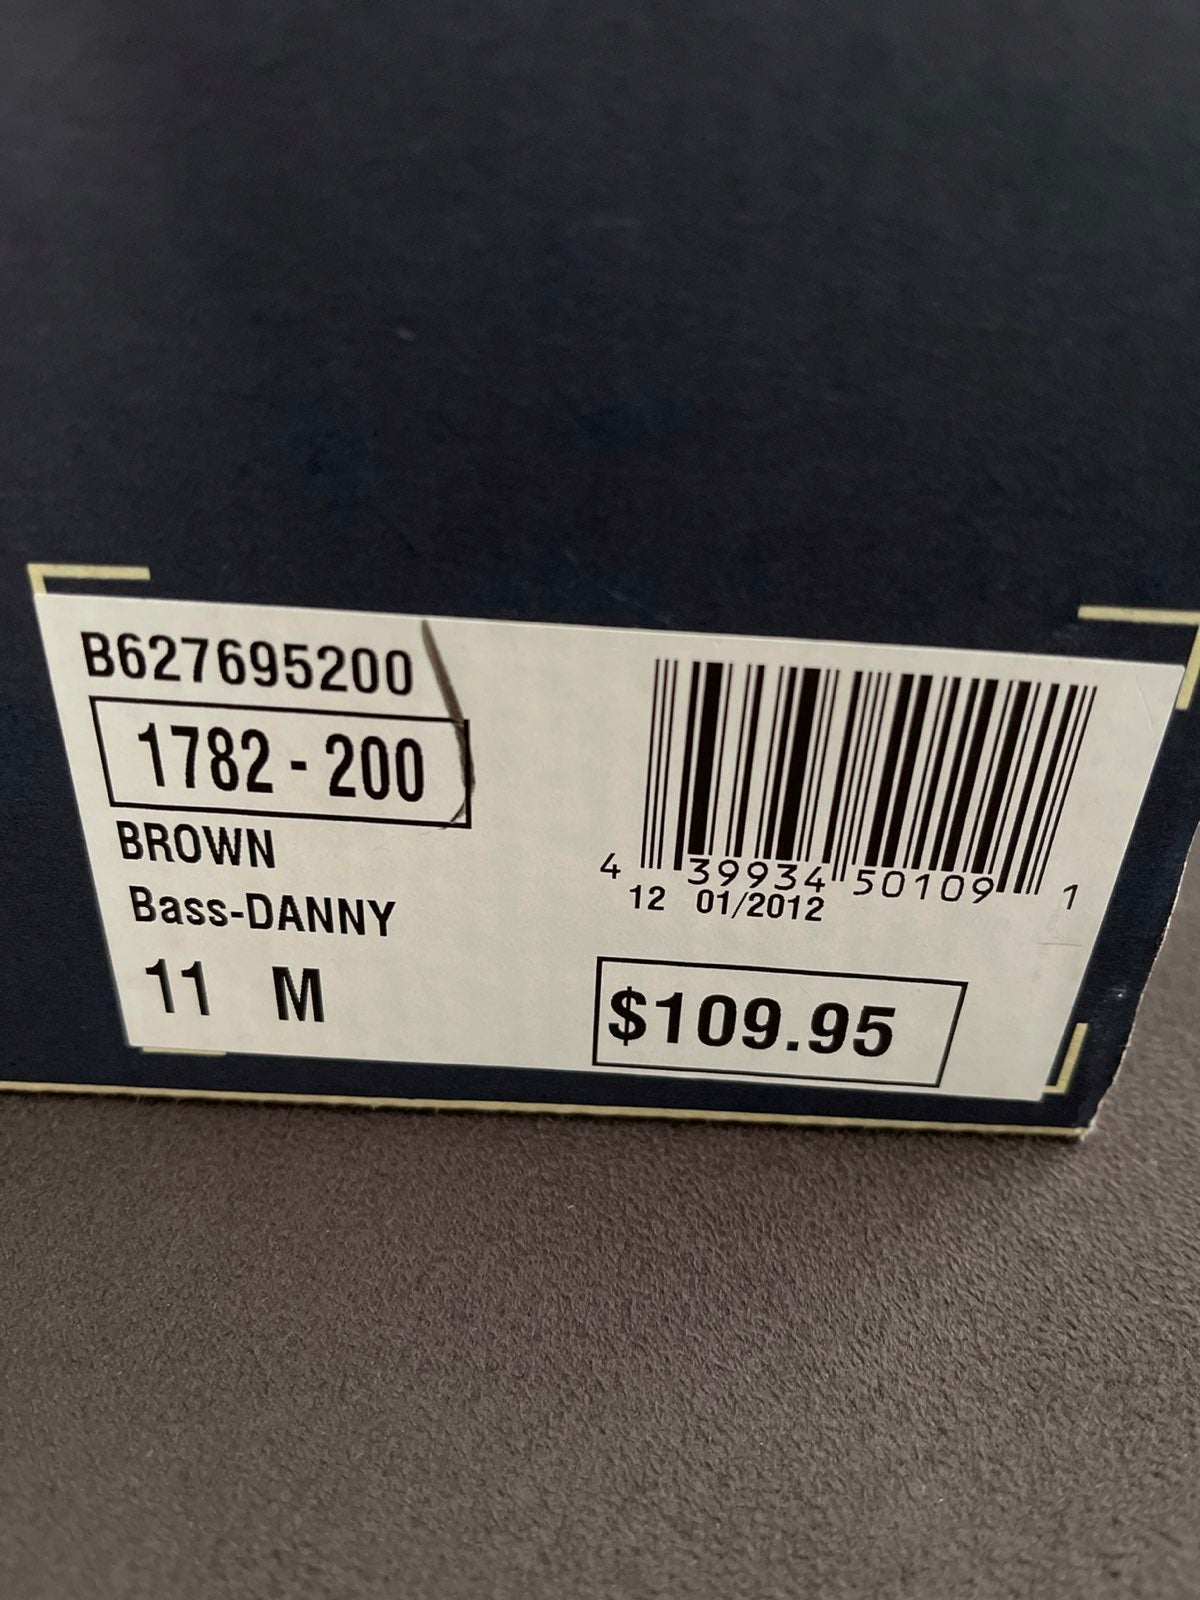 B627695200
1782 - 200
BROWN
Bass-DANNY
11 M
4 39934 50109 1
12 01/2012
$109.95